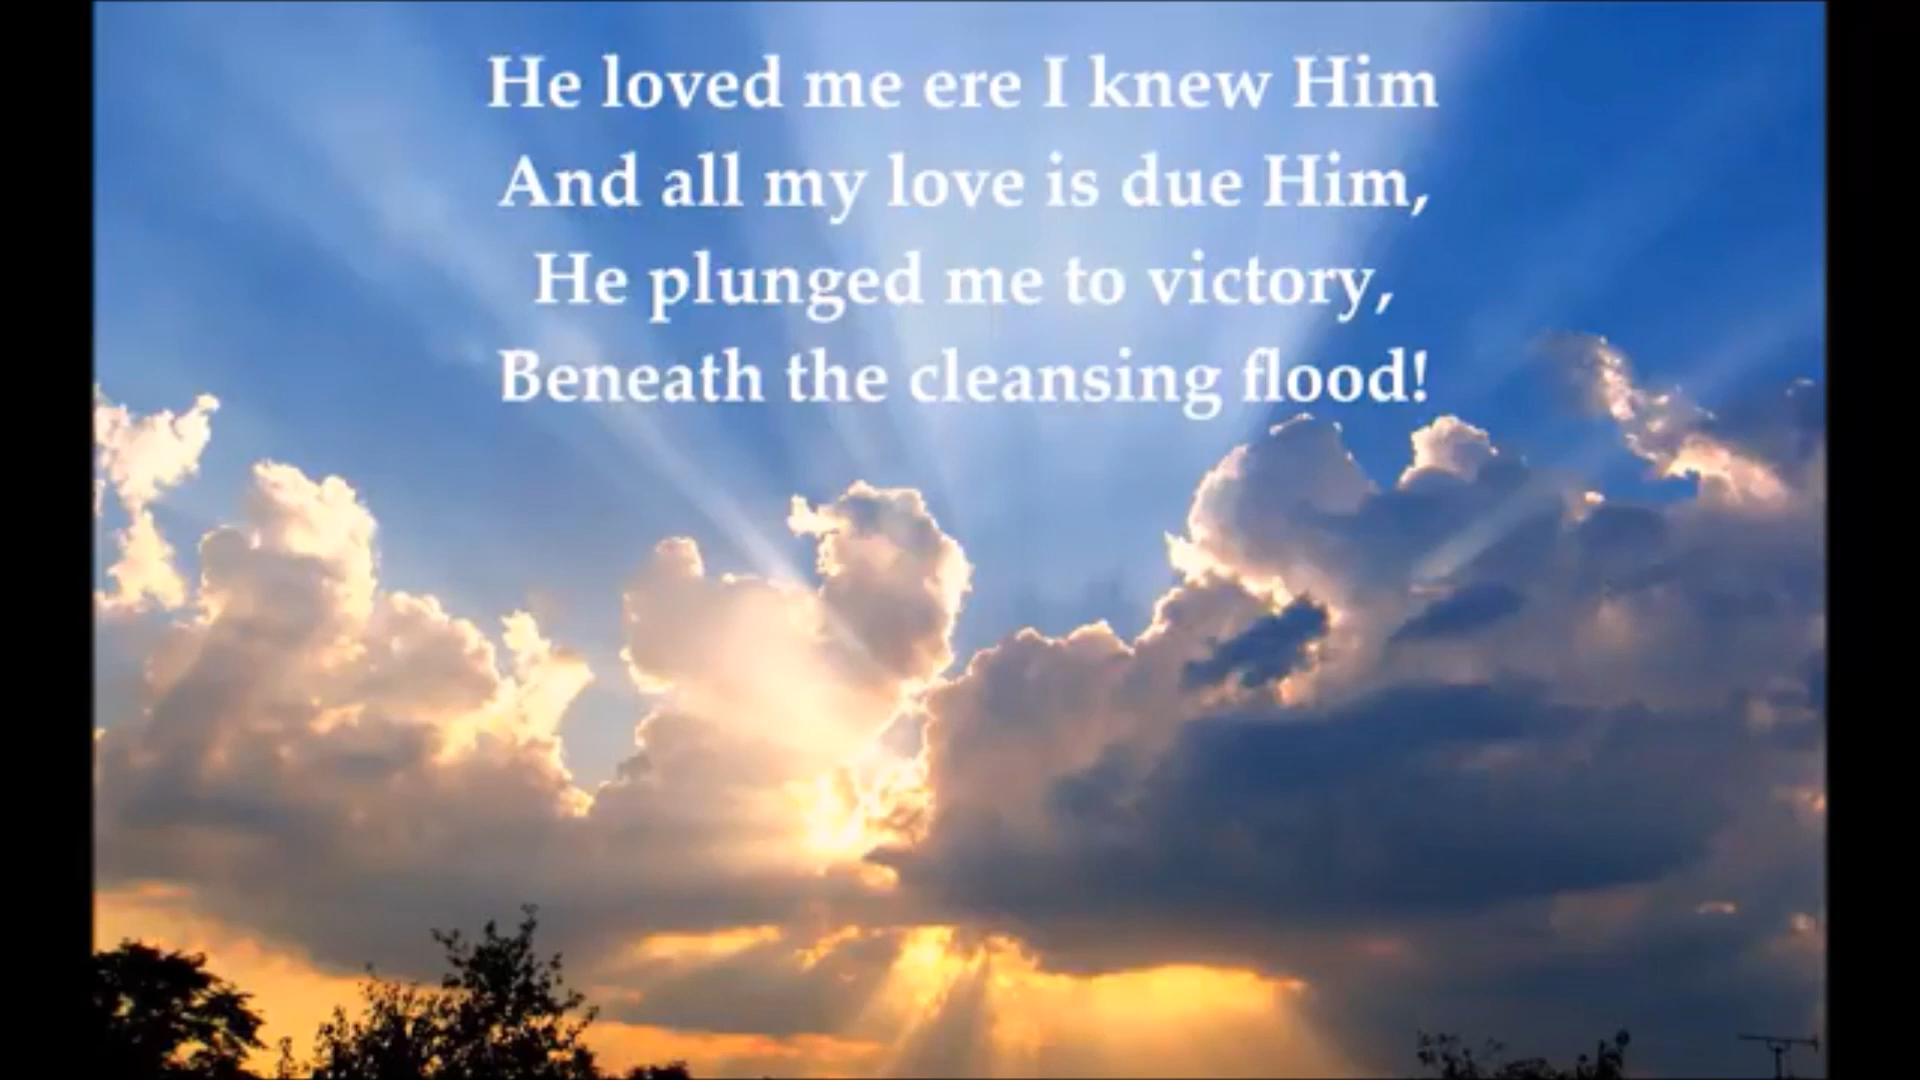 He loved me ere I knew Him
And all my love is due Him,
He plunged me to victory,
Beneath the cleansing flood!